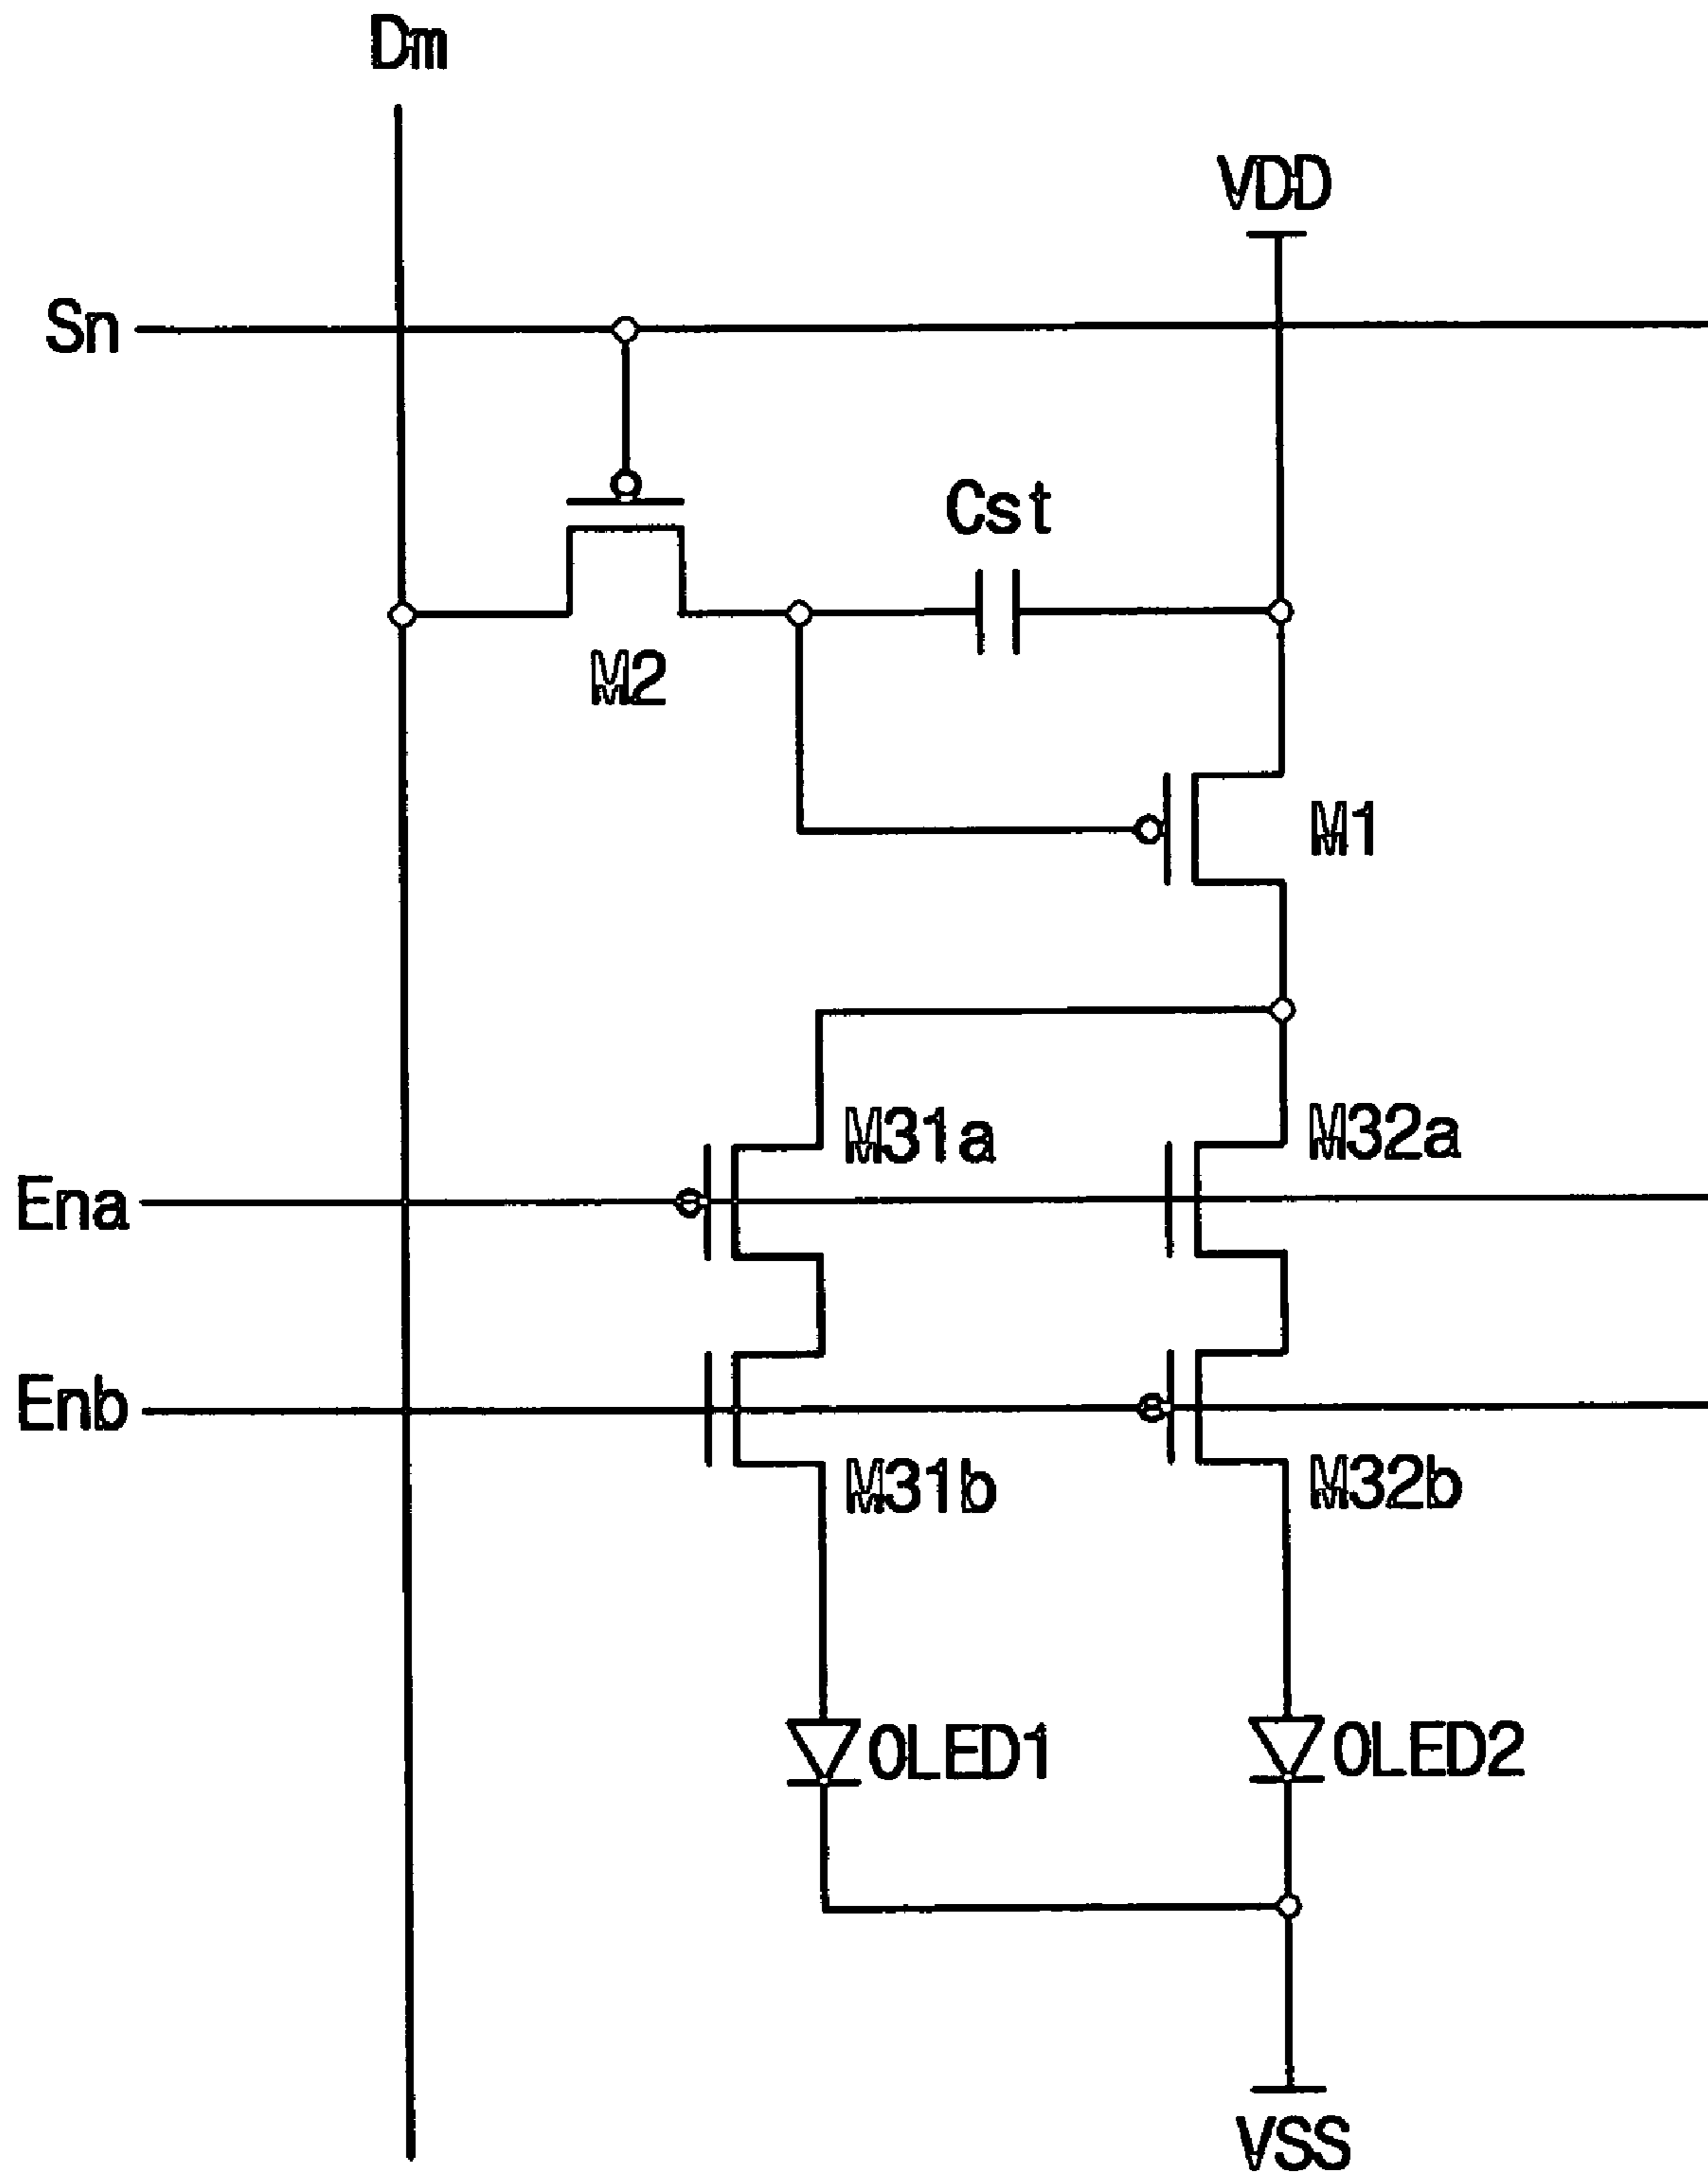 Dm
VDD
Sn
Cst
M2
M1
M31a
M32a
Ena
Enb
M31b
M32b
OLED1
OLED2
VSS